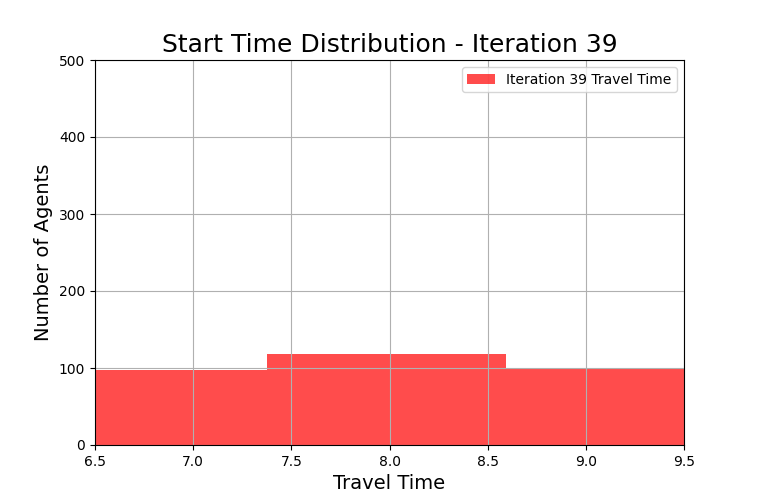 Start Time Distribution - Iteration 39
Iteration 39 Travel Time
500
400
300
200
100
0
Number of Agents
6.5 7.0 7.5 8.0 8.5 9.0 9.5
Travel Time